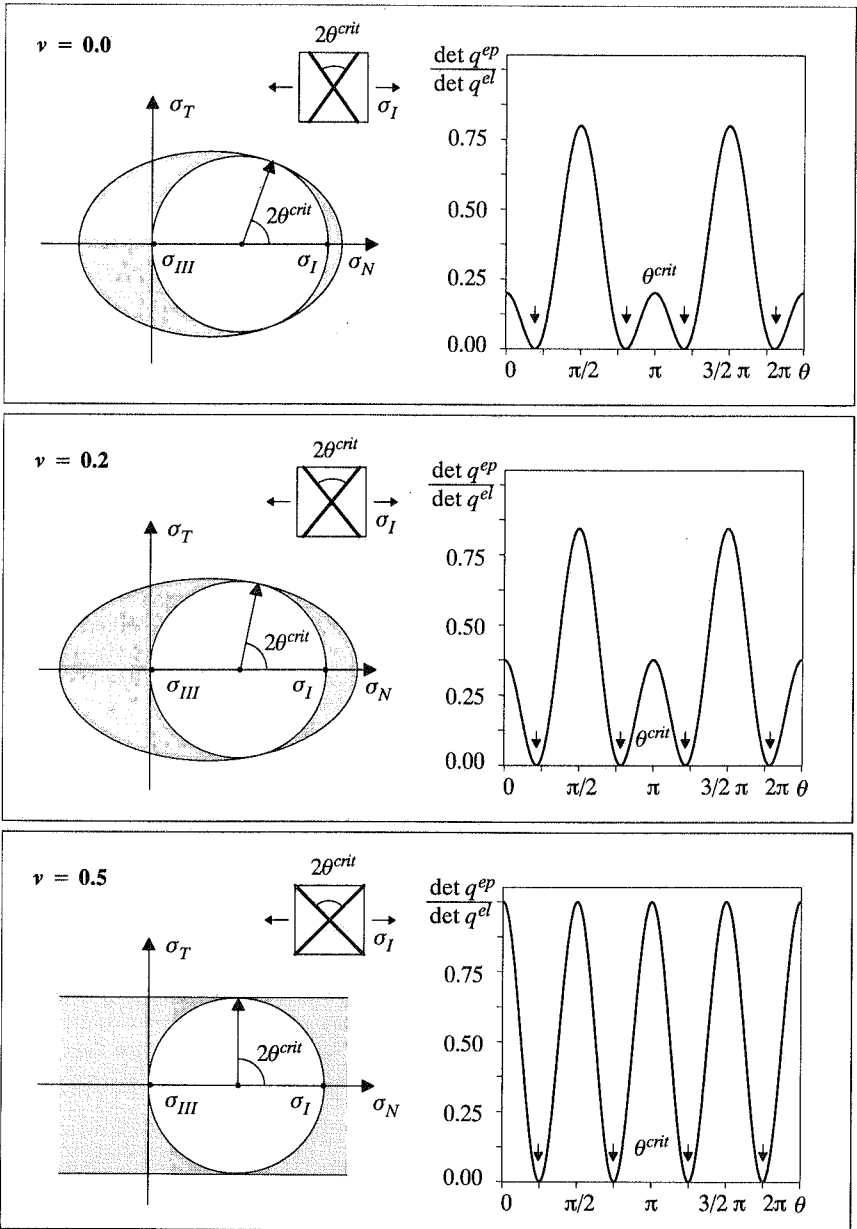 ν = 0.0
2θ^crit
σ_I
σ_T
2θ^crit
σ_III
σ_I
σ_N
det q^ep
det q^el
0.75
0.50
0.25
0.00
θ^crit
0 π/2 π 3/2 π 2π θ
ν = 0.2
2θ^crit
σ_I
σ_T
2θ^crit
σ_III
σ_I
σ_N
det q^ep
det q^el
0.75
0.50
0.25
0.00
θ^crit
0 π/2 π 3/2 π 2π θ
ν = 0.5
2θ^crit
σ_I
σ_T
2θ^crit
σ_III
σ_I
σ_N
det q^ep
det q^el
0.75
0.50
0.25
0.00
θ^crit
0 π/2 π 3/2 π 2π θ